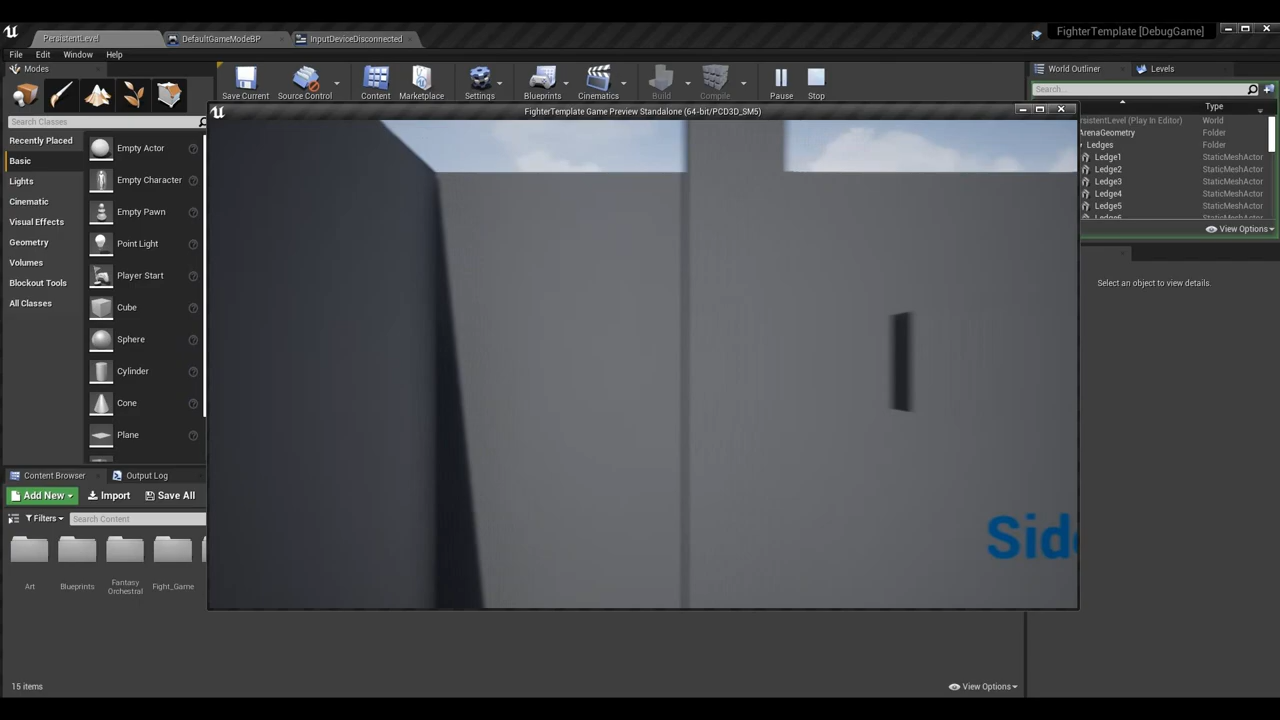 PersistentLevel
DefaultGameModeBP
InputDeviceDisconnected
FighterTemplate [DebugGame]
File Edit Window Help
Modes
Search Classes
Recently Placed
Basic
Lights
Cinematic
Visual Effects
Geometry
Volumes
Blockout Tools
All Classes
Empty Actor
Empty Character
Empty Pawn
Point Light
Player Start
Cube
Sphere
Cylinder
Cone
Plane
Save Current
Source Control
Content
Marketplace
Settings
Blueprints
Cinematics
Build
Compile
Pause
Stop
FighterTemplate Game Preview Standalone (64-bit/PCD3D_SM5)
Sid
World Outliner
Levels
Search...
Type
rsistentLevel (Play In Editor) World
ArenaGeometry Folder
Ledges Folder
Ledge1 StaticMeshActor
Ledge2 StaticMeshActor
Ledge3 StaticMeshActor
Ledge4 StaticMeshActor
Ledge5 StaticMeshActor
Ledge6 StaticMeshActor
View Options
Select an object to view details.
Content Browser
Output Log
Add New
Import
Save All
Filters
Search Content
Art
Blueprints
Fantasy
Orchestral
Fight_Game
15 items
View Options